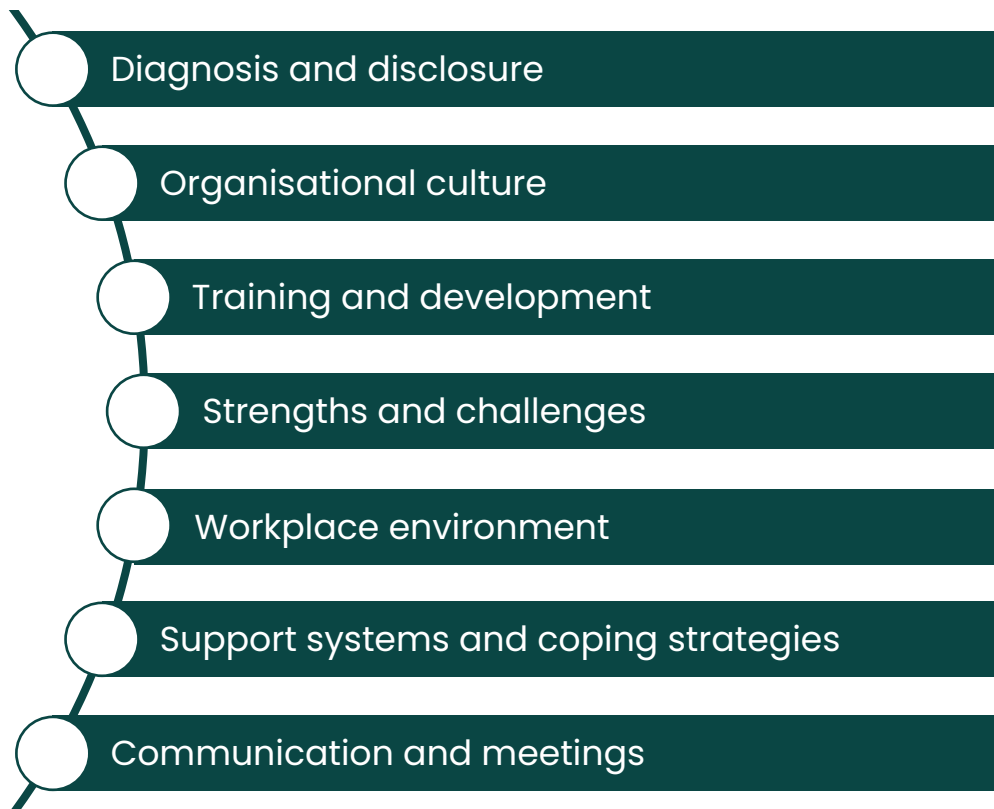 Diagnosis and disclosure
Organisational culture
Training and development
Strengths and challenges
Workplace environment
Support systems and coping strategies
Communication and meetings